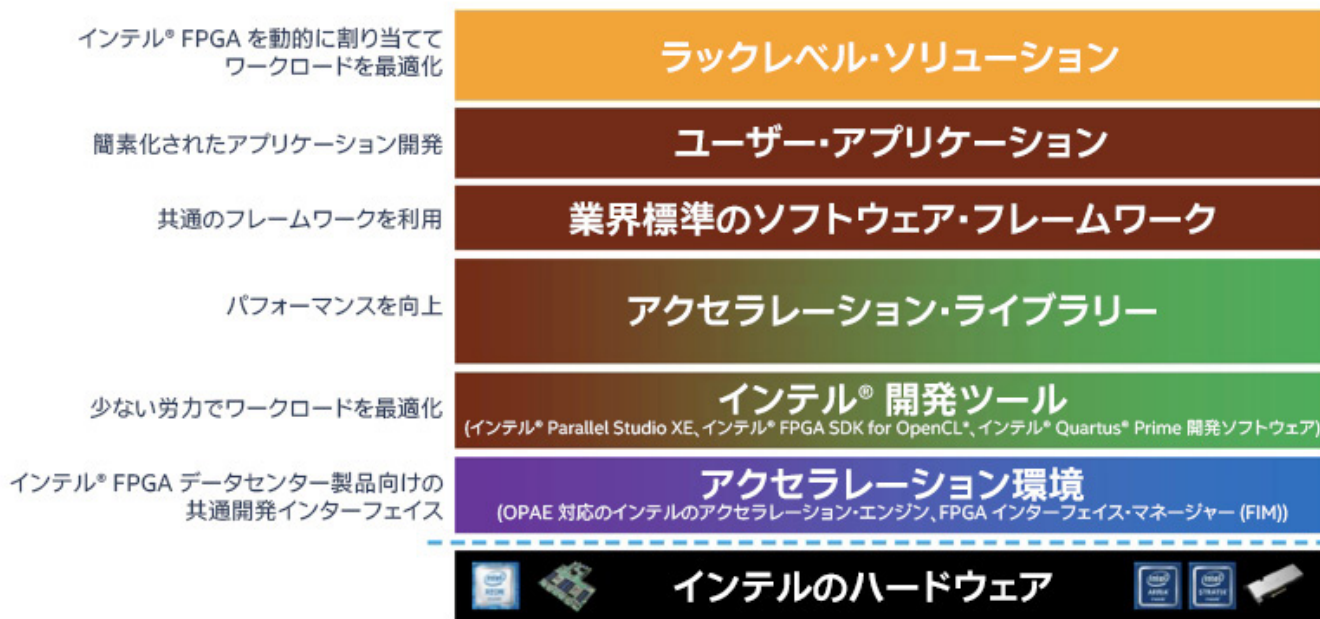 インテル® FPGA を動的に割り当てて
ワークロードを最適化
ラックレベル・ソリューション
簡素化されたアプリケーション開発
ユーザー・アプリケーション
共通のフレームワークを利用
業界標準のソフトウェア・フレームワーク
パフォーマンスを向上
アクセラレーション・ライブラリー
少ない労力でワークロードを最適化
インテル® 開発ツール
(インテル® Parallel Studio XE、インテル® FPGA SDK for OpenCL*、インテル® Quartus® Prime 開発ソフトウェア)
インテル® FPGA データセンター製品向けの
共通開発インターフェイス
アクセラレーション環境
(OPAE 対応のインテルのアクセラレーション・エンジン、FPGA インターフェイス・マネージャー (FIM))
インテルのハードウェア
intel
XEON
intel
ARRIA
intel
STRATIX